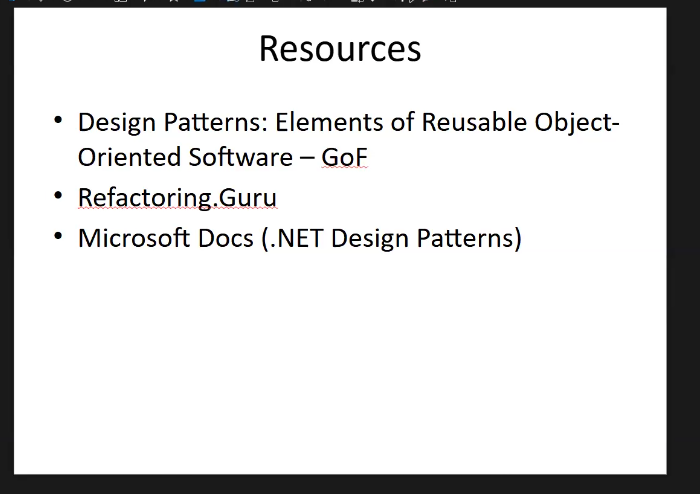 Resources
• Design Patterns: Elements of Reusable Object-
Oriented Software – GoF
• Refactoring.Guru
• Microsoft Docs (.NET Design Patterns)